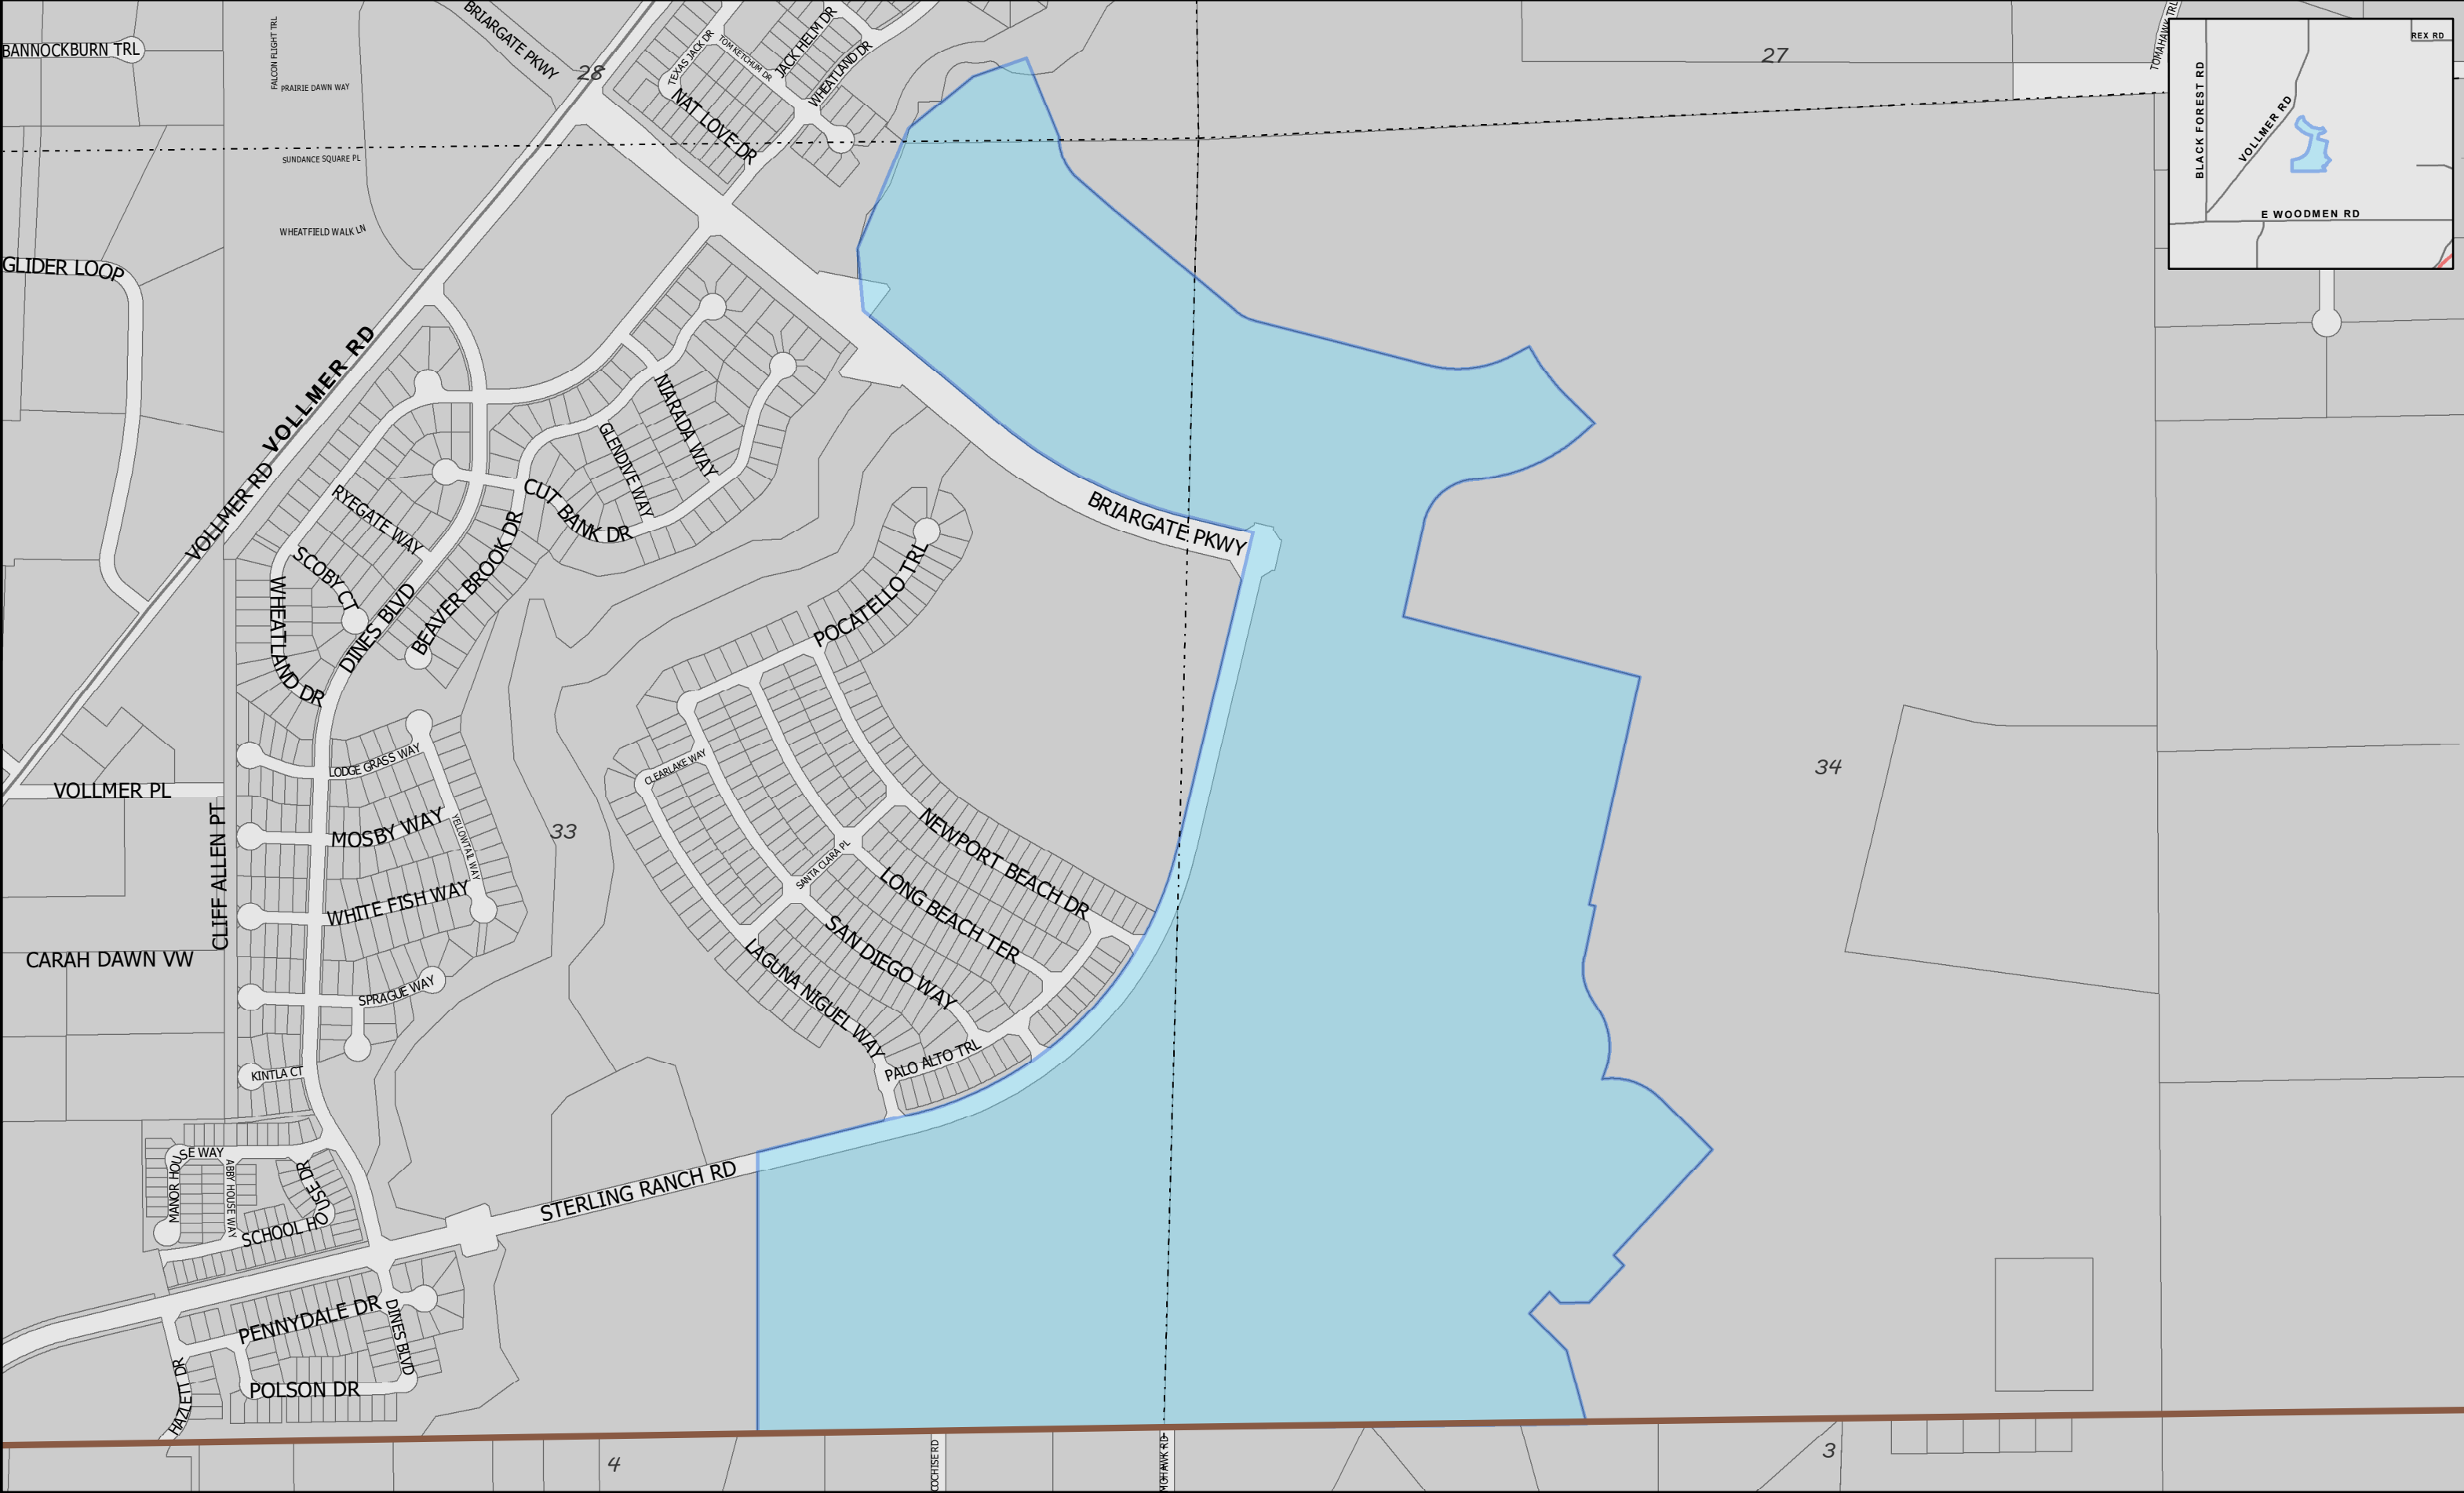 BANNOCKBURN TRL
FALCON FLIGHT TRL
PRAIRIE DAWN WAY
SUNDANCE SQUARE PL
WHEATFIELD WALK LN
GLIDER LOOP
BRIARGATE PKWY
28
TEXAS JACK DR
TOM KETCHUM DR
JACK HELM DR
WHEATLAND DR
NAT LOVE DR
27
TOMAHAWK TRL
REX RD
BLACK FOREST RD
VOLLMER RD
E WOODMEN RD
VOLLMER RD
VOLLMER RD
NIARADA WAY
GLENDIVE WAY
CUT BANK DR
RYEGATE WAY
SCOBY CT
WHEATLAND DR
DINES BLVD
BEAVER BROOK DR
BRIARGATE PKWY
POCATELLO TRL
VOLLMER PL
CLIFF ALLEN PT
CARAH DAWN VW
LODGE GRASS WAY
MOSBY WAY
YELLOWTAIL WAY
WHITE FISH WAY
SPRAGUE WAY
KINTLA CT
33
34
CLEARLAKE WAY
NEWPORT BEACH DR
SANTA CLARA PL
LONG BEACH TER
SAN DIEGO WAY
LAGUNA NIGUEL WAY
PALO ALTO TRL
MANOR HOUSE WAY
ABBY HOUSE WAY
SCHOOL HOUSE DR
STERLING RANCH RD
PENNYDALE DR
DINES BLVD
HAZLETT DR
POLSON DR
4
COCHISE RD
MOHAWK RD
3